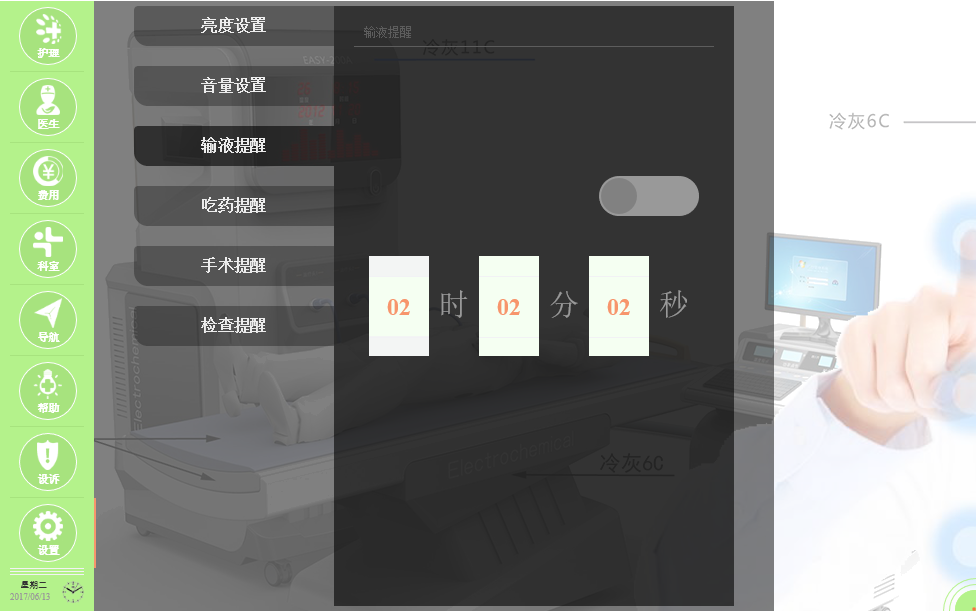 护理
医生
费用
科室
导航
帮助
设诉
设置
星期二
2017/06/13
亮度设置
音量设置
输液提醒
吃药提醒
手术提醒
检查提醒
输液提醒
冷灰11C
02 时 02 分 02 秒
冷灰6C
冷灰6C
Electrochemical
Electrochemical